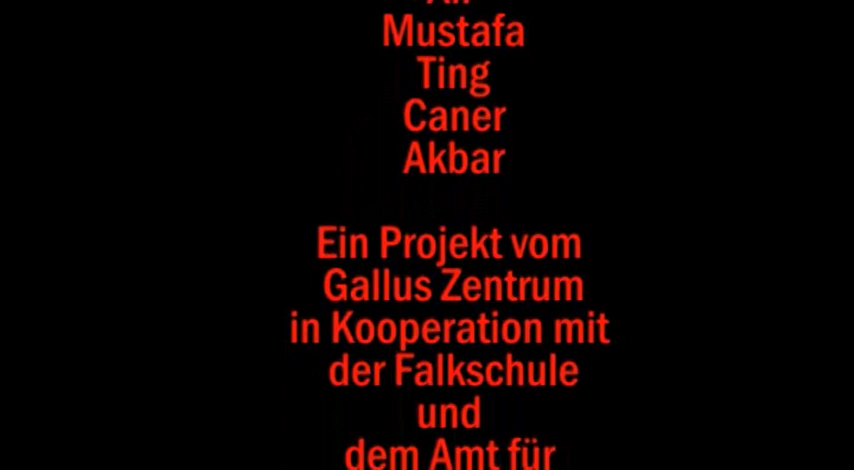 Mustafa
Ting
Caner
Akbar
Ein Projekt vom
Gallus Zentrum
in Kooperation mit
der Falkschule
und
dem Amt für